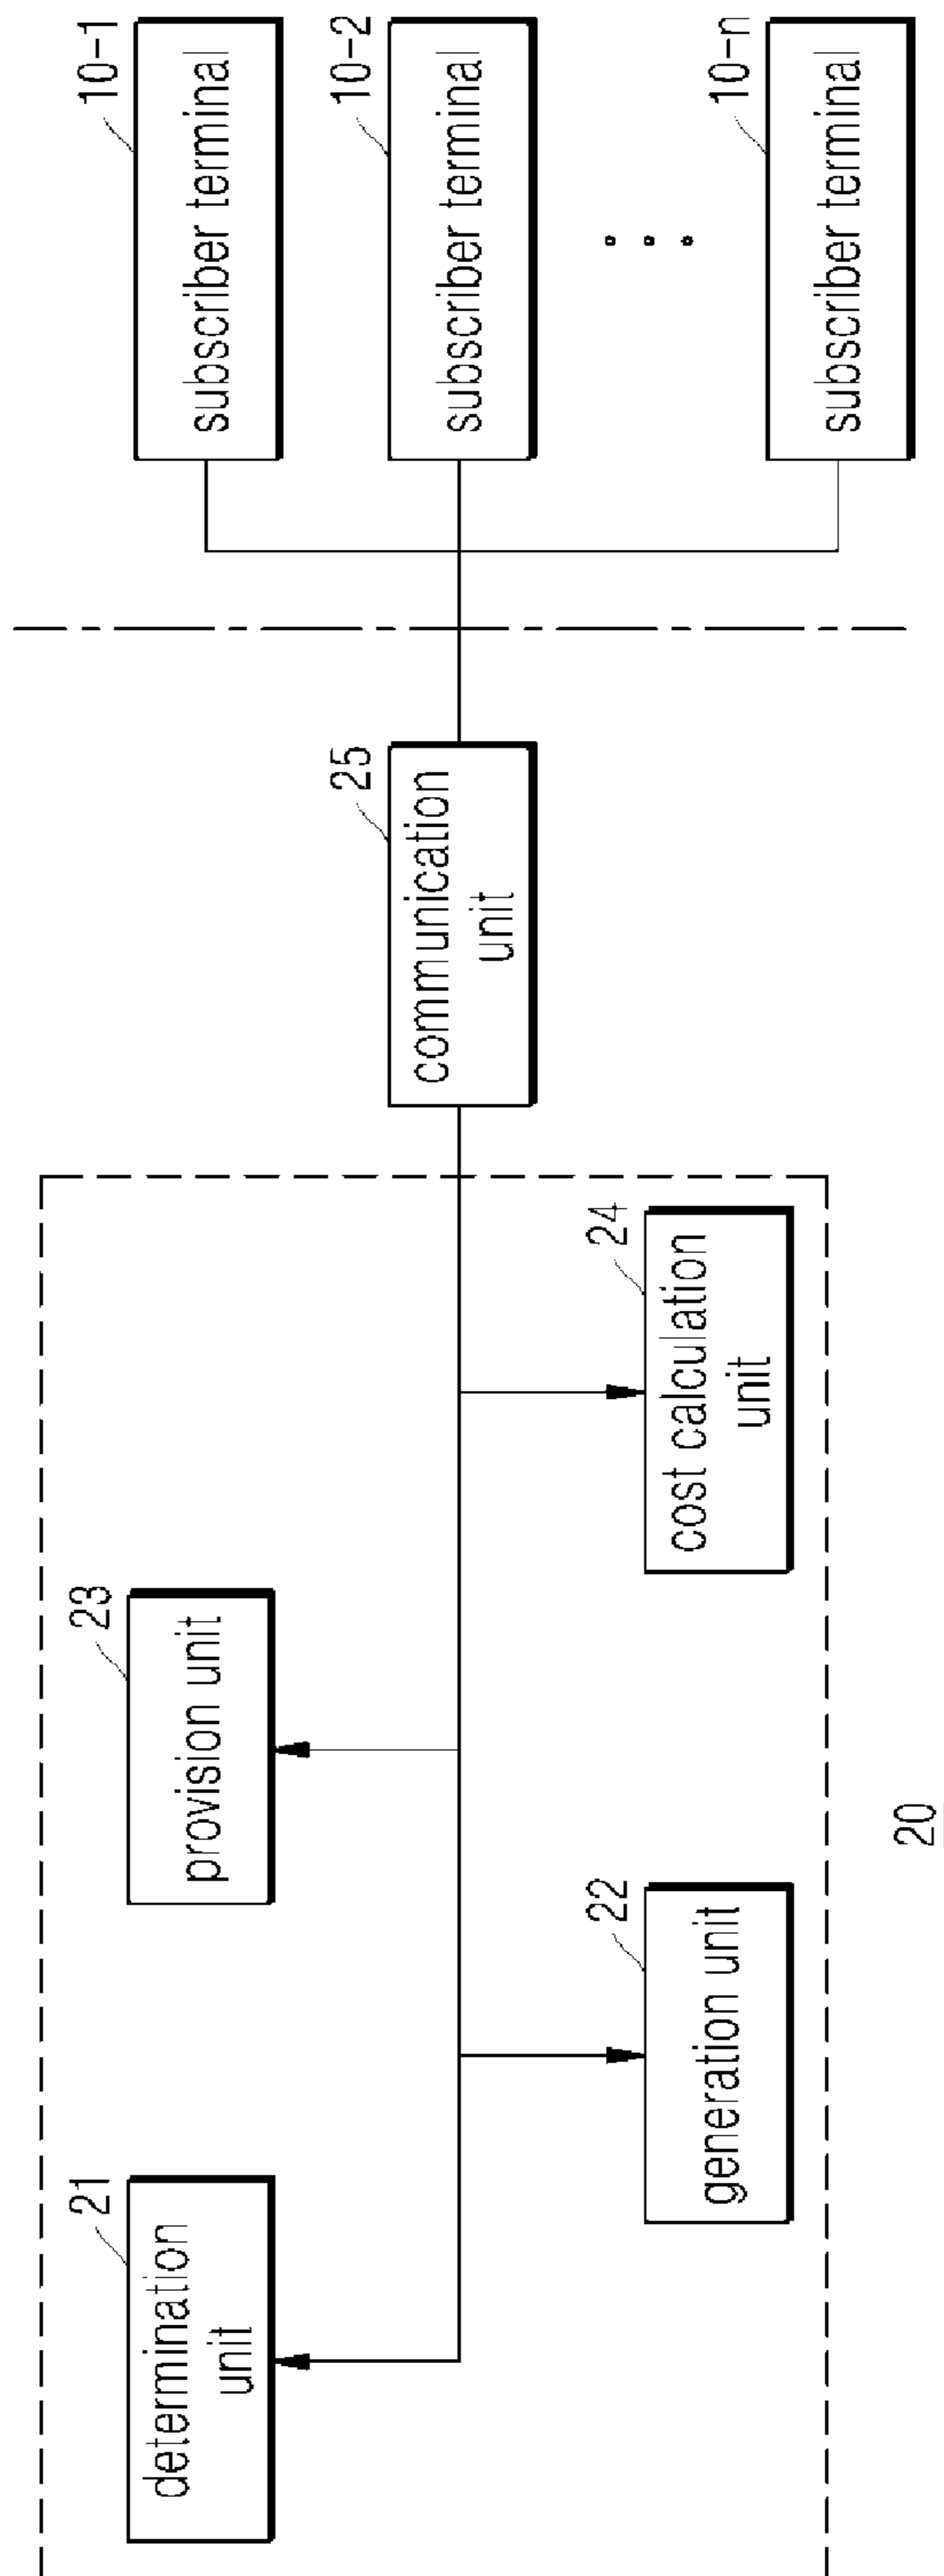 21
determination
unit
23
provision unit
22
generation unit
24
cost calculation
unit
25
communication
unit
10-1
subscriber terminal
10-2
subscriber terminal
10-n
subscriber terminal
20